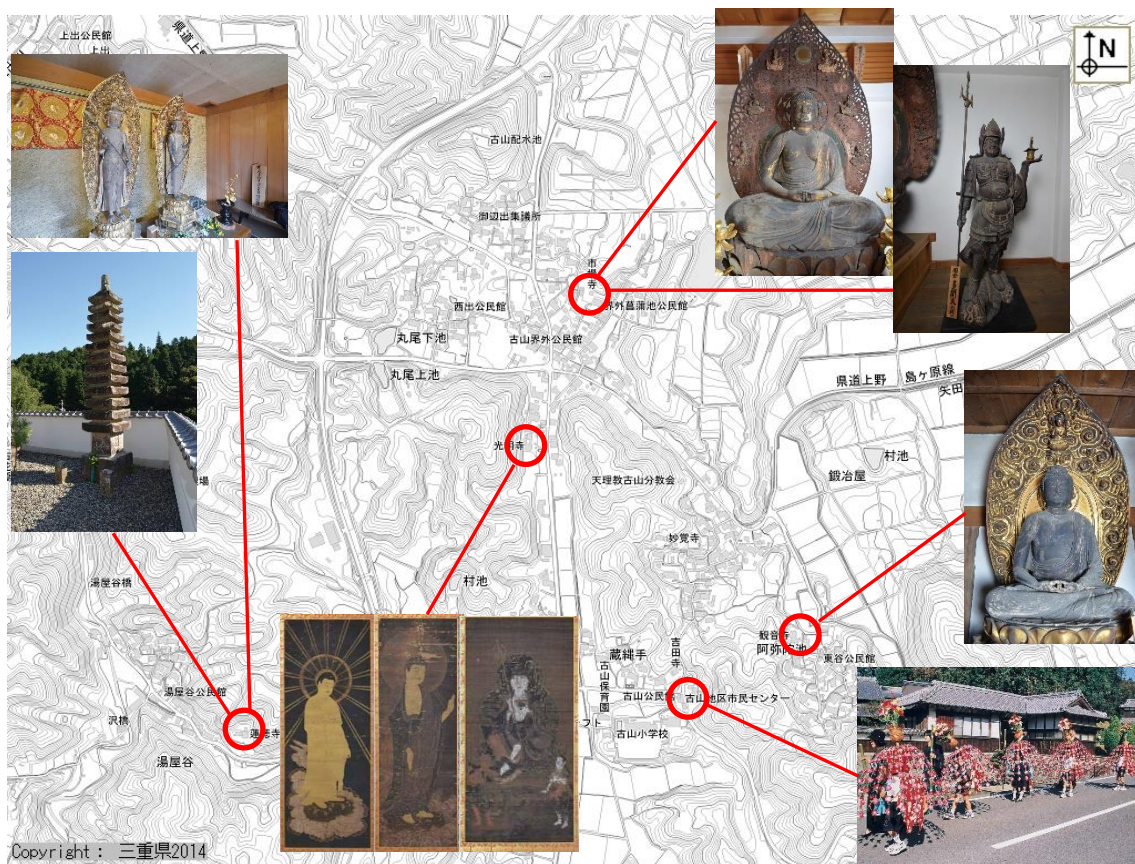 上出公民館
上出
県道上野
N
古山配水池
御辺出集議所
市場寺
西出公民館
界外菖蒲池公民館
丸尾下池
古山界外公民館
丸尾上池
県道上野
島ヶ原線
矢田
光明寺
村池
鍛冶屋
天理教古山分教会
妙覚寺
湯屋谷橋
村池
観音寺
阿弥陀池
吉田寺
蔵縄手
東谷公民館
古山保育園
湯屋谷公民館
古山公民館
古山地区市民センター
沢橋
蓮徳寺
フト
古山小学校
湯屋谷
Copyright： 三重県2014